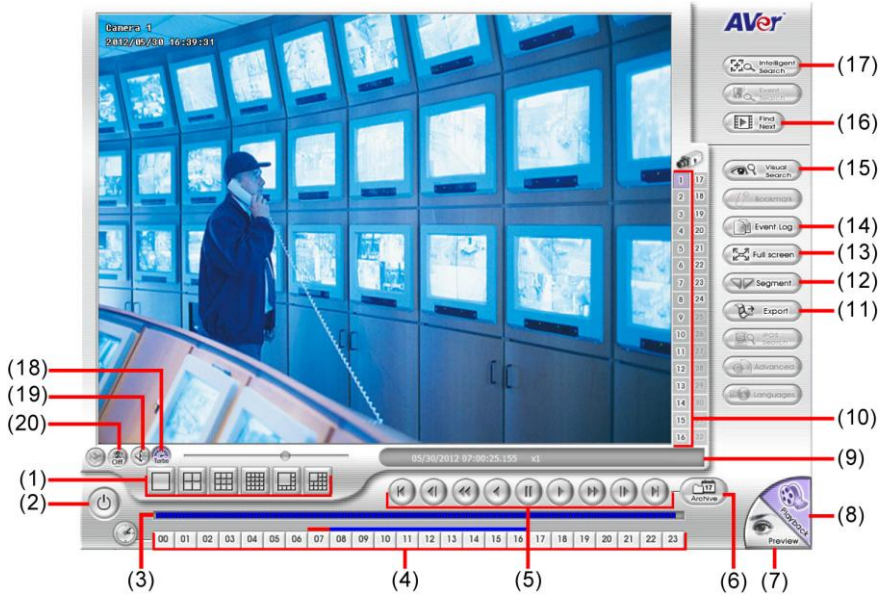 Camera 1
2012/05/30 16:39:31
AVer
Intelligent Search
(17)
Event Search
Find Next
(16)
Visual Search
(15)
Bookmark
Event Log
(14)
Full screen
(13)
Segment
(12)
Export
(11)
POS Search
Advanced
Languages
1 17
2 18
3 19
4 20
5 21
6 22
7 23
8 24
9 25
10 26
11 27
12 28
13 29
14 30
15
16 32
(10)
(18)
(19)
(20)
Off
Turbo
05/30/2012 07:00:25.155 x1
(9)
(1)
(2)
17
Archive
Playback
Preview
(8)
(3)
00 01 02 03 04 05 06 07 08 09 10 11 12 13 14 15 16 17 18 19 20 21 22 23
(4)
(5)
(6)
(7)